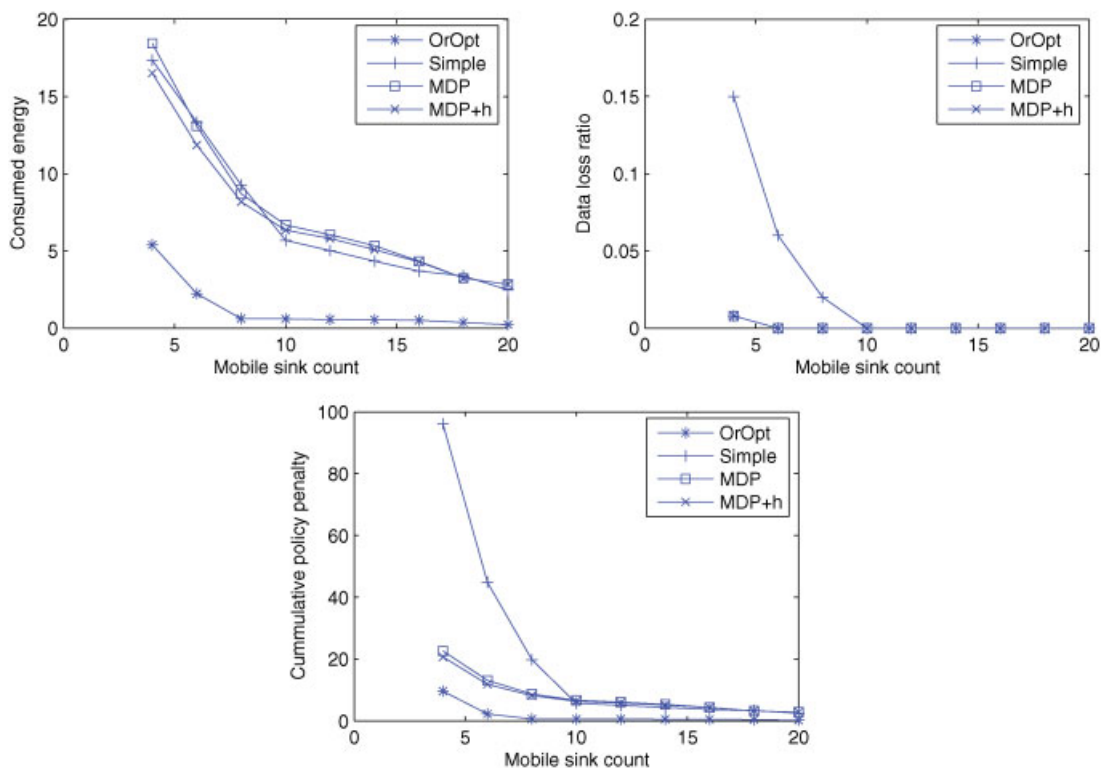 20
15
10
5
0
Consumed energy
0
5
10
15
20
Mobile sink count
OrOpt
Simple
MDP
MDP+h
0.2
0.15
0.1
0.05
0
Data loss ratio
0
5
10
15
20
Mobile sink count
OrOpt
Simple
MDP
MDP+h
100
80
60
40
20
0
Cummulative policy penalty
0
5
10
15
20
Mobile sink count
OrOpt
Simple
MDP
MDP+h